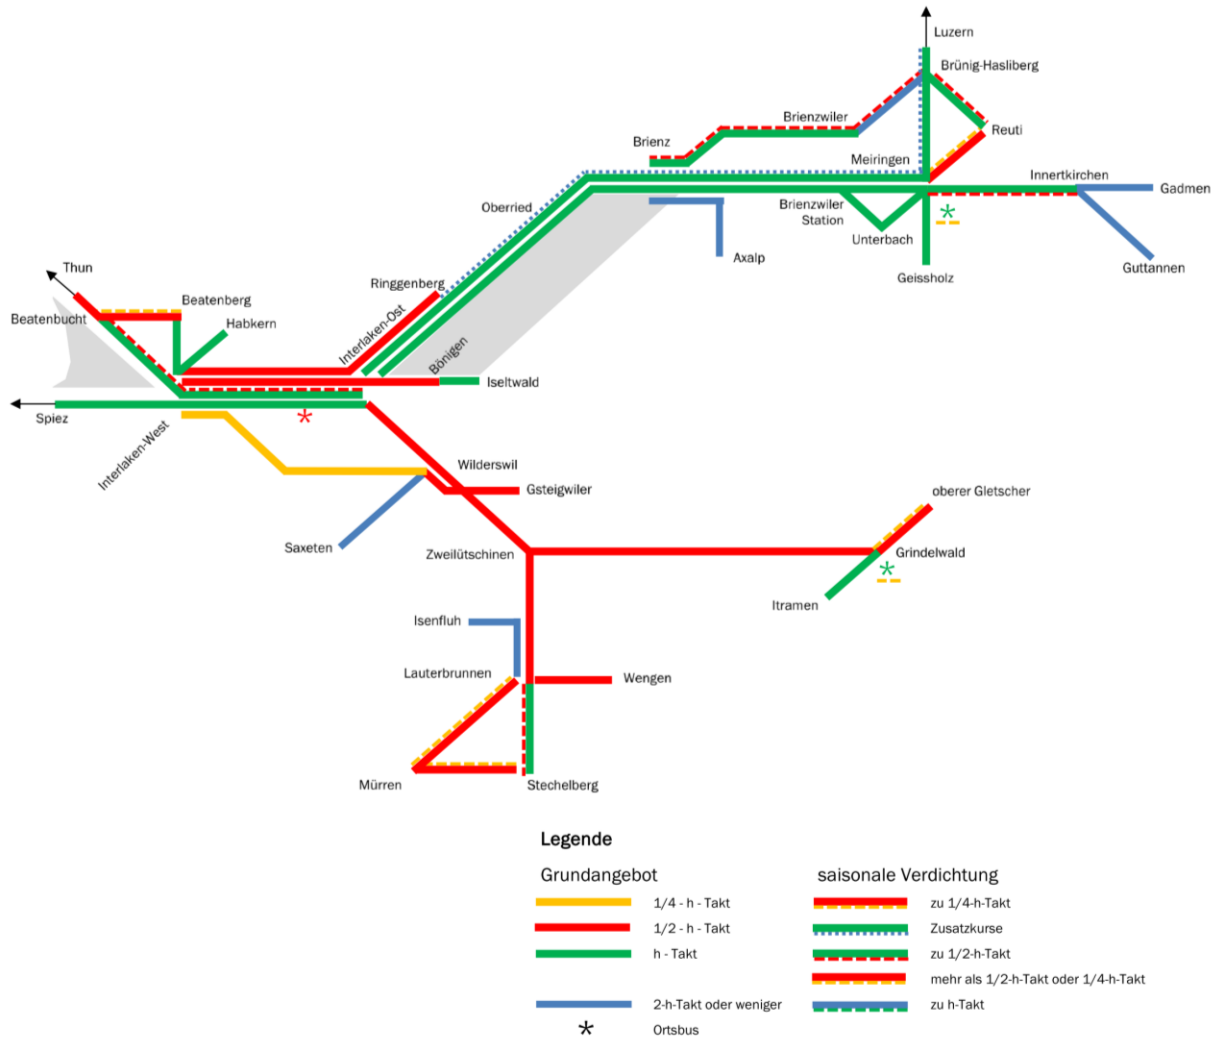 Luzern
Brünig-Hasliberg
Brienzwiler
Reuti
Brienz
Meiringen
Innertkirchen
Gadmen
Oberried
Brienzwiler
Station
Unterbach
*
Axalp
Geissholz
Guttannen
Thun
Ringgenberg
Beatenberg
Beatenbucht
Habkern
Interlaken-Ost
Bönigen
Iseltwald
Spiez
*
Interlaken-West
Wilderswil
Gsteigwiler
oberer Gletscher
Saxeten
Zweilütschinen
Grindelwald
*
Itramen
Isenfluh
Lauterbrunnen
Wengen
Mürren
Stechelberg
Legende
Grundangebot
saisonale Verdichtung
1/4 - h - Takt
zu 1/4-h-Takt
1/2 - h - Takt
Zusatzkurse
h - Takt
zu 1/2-h-Takt
mehr als 1/2-h-Takt oder 1/4-h-Takt
2-h-Takt oder weniger
zu h-Takt
* Ortsbus